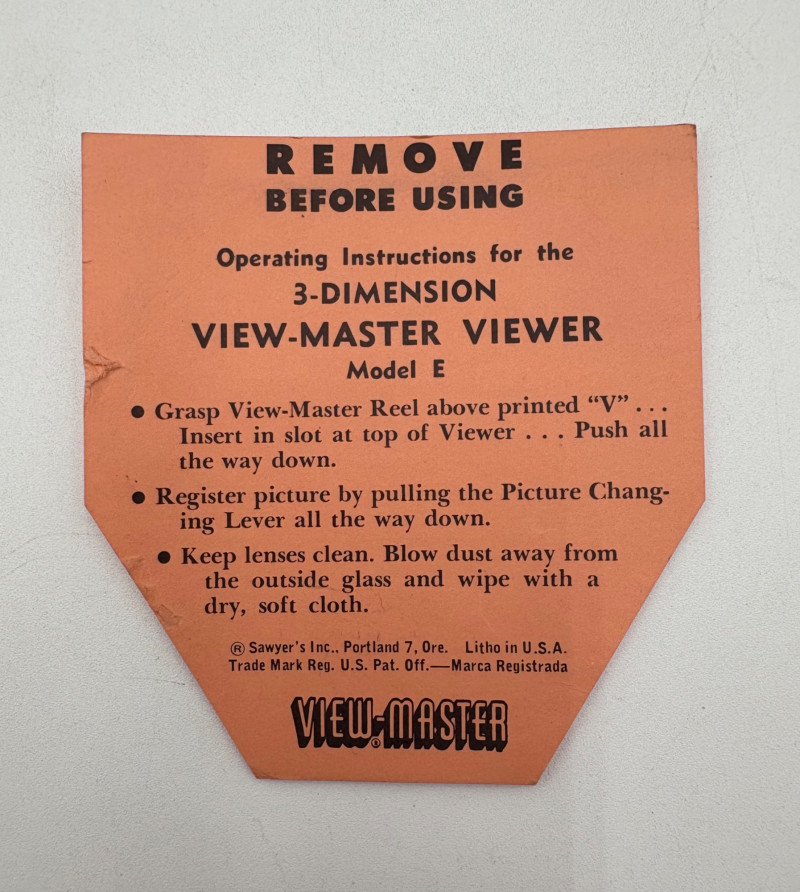 REMOVE
BEFORE USING
Operating Instructions for the
3-DIMENSION
VIEW-MASTER VIEWER
Model E
• Grasp View-Master Reel above printed “V” . . .
Insert in slot at top of Viewer . . . Push all
the way down.
• Register picture by pulling the Picture Chang-
ing Lever all the way down.
• Keep lenses clean. Blow dust away from
the outside glass and wipe with a
dry, soft cloth.
® Sawyer's Inc., Portland 7, Ore. Litho in U.S.A.
Trade Mark Reg. U.S. Pat. Off.—Marca Registrada
VIEW-MASTER ®